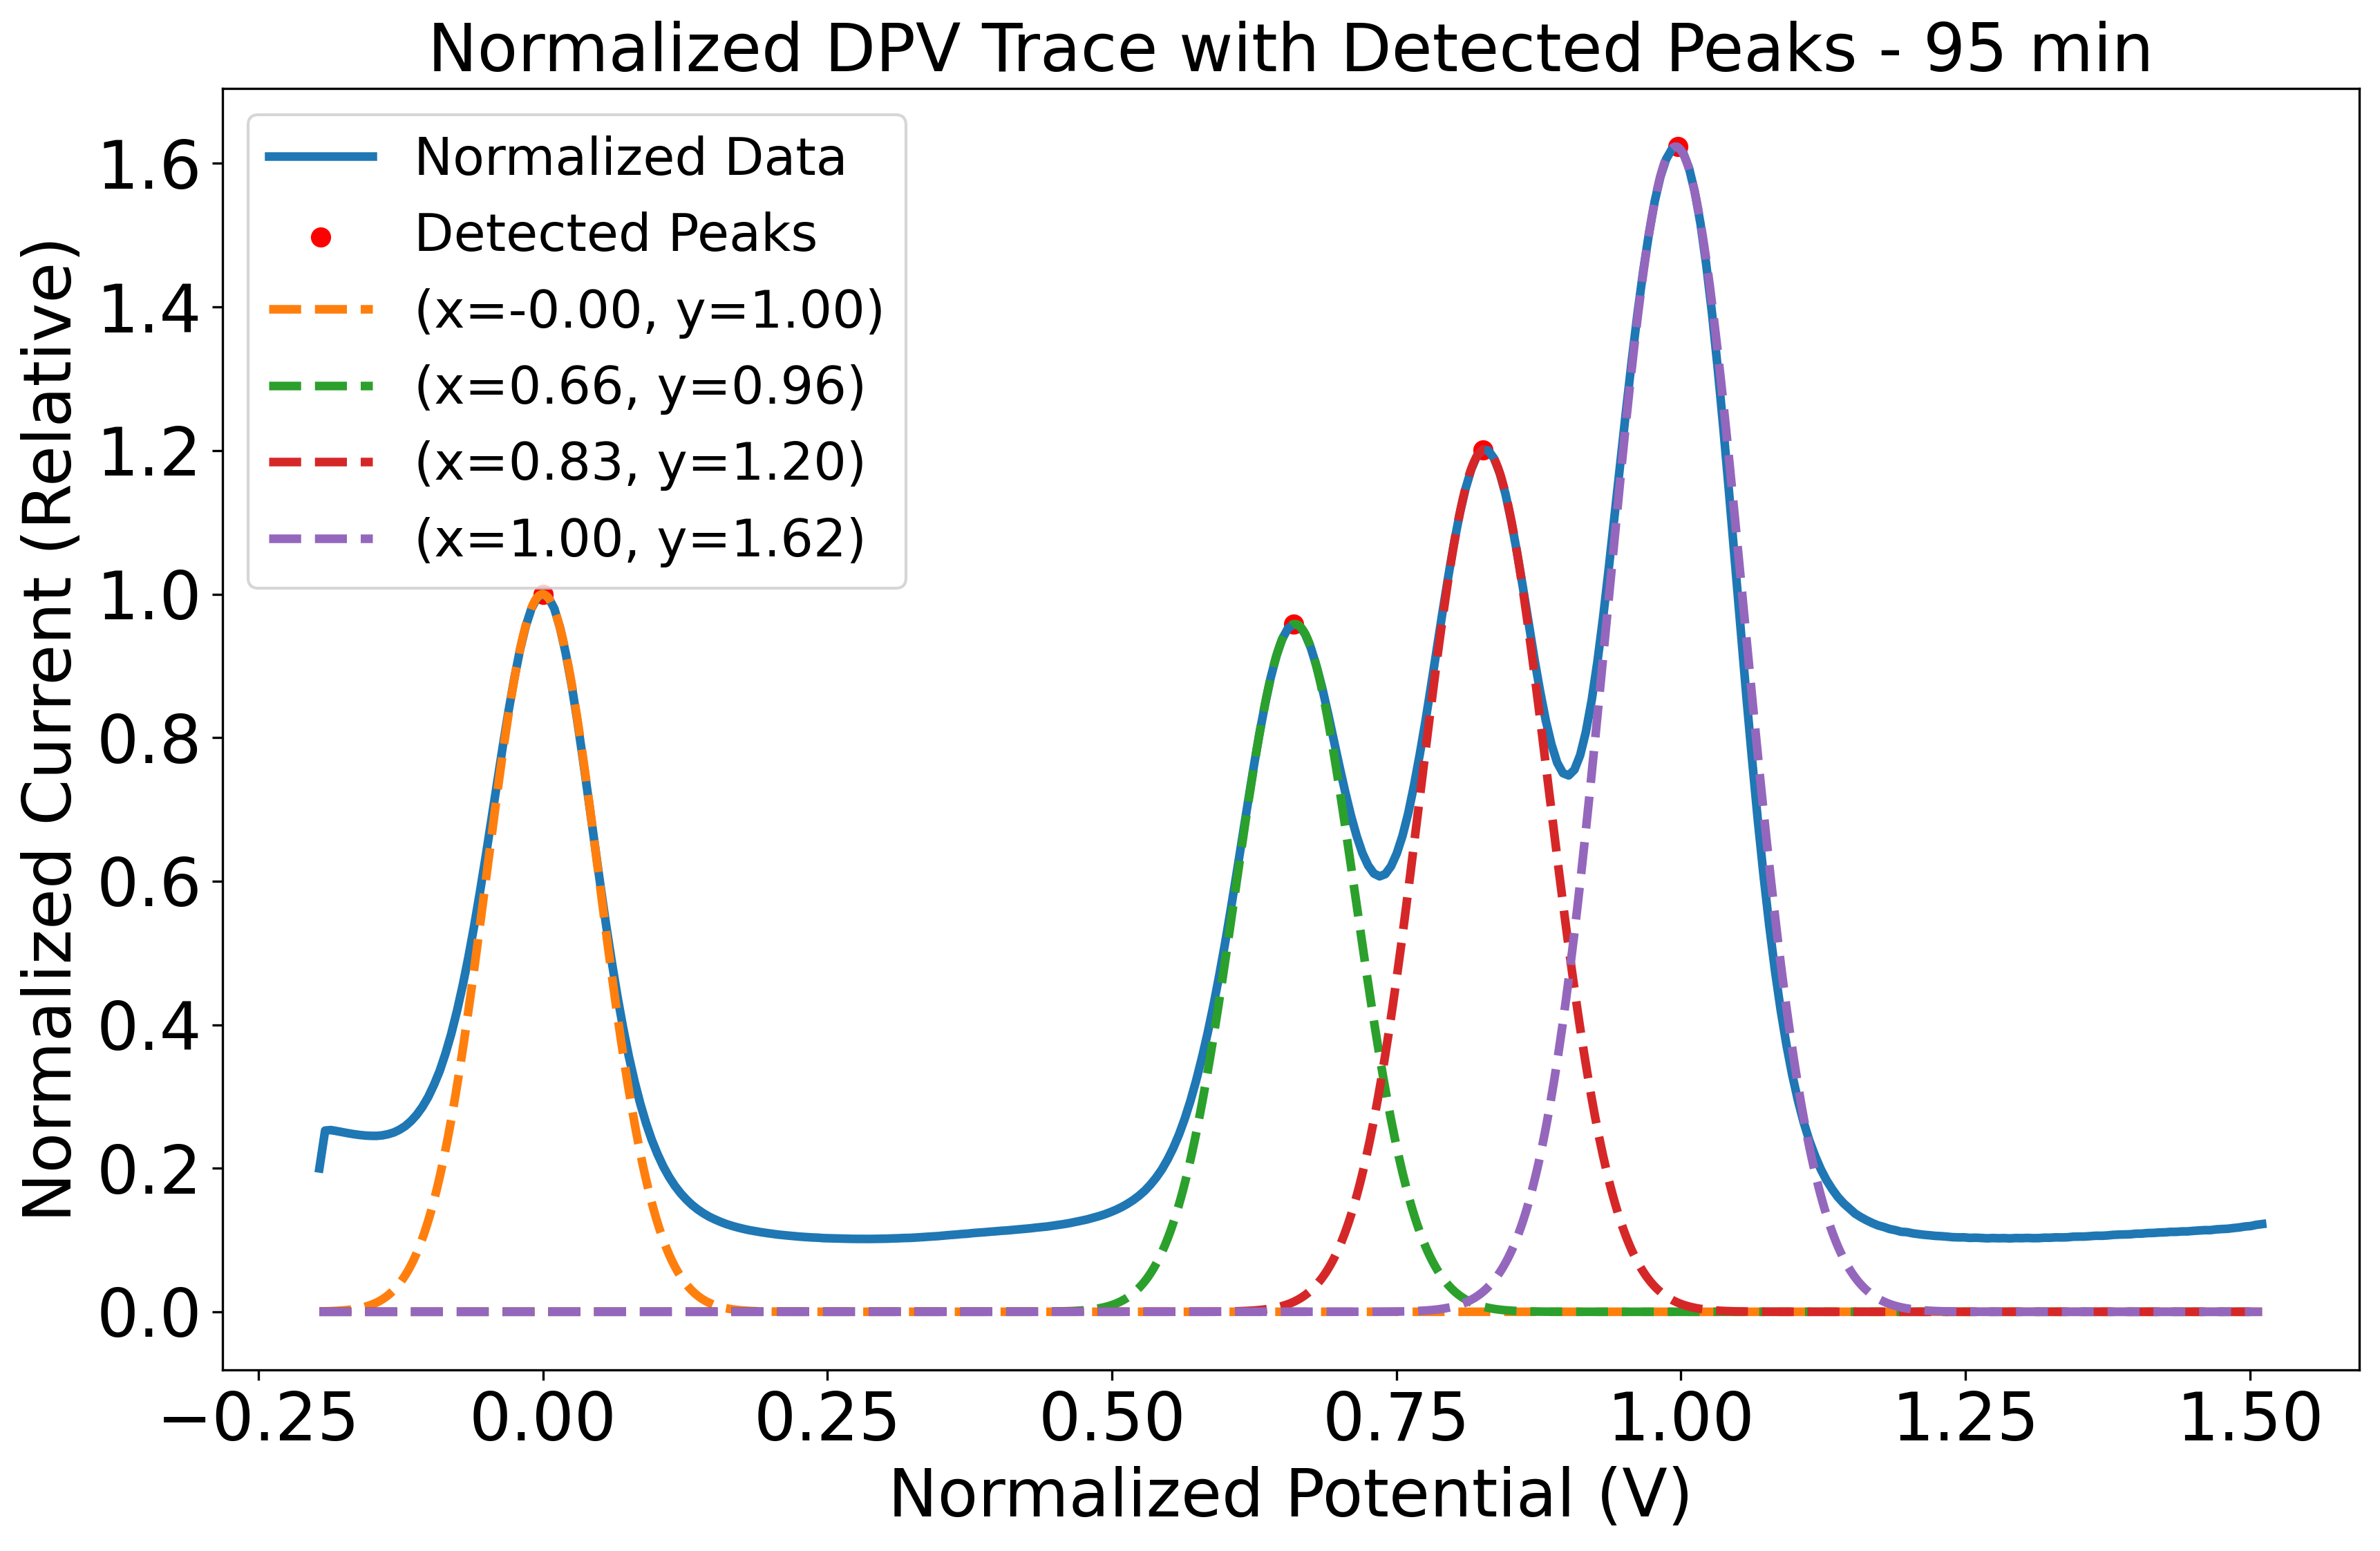 Normalized DPV Trace with Detected Peaks - 95 min
Normalized Data
Detected Peaks
(x=-0.00, y=1.00)
(x=0.66, y=0.96)
(x=0.83, y=1.20)
(x=1.00, y=1.62)
Normalized Current (Relative)
1.6
1.4
1.2
1.0
0.8
0.6
0.4
0.2
0.0
−0.25 0.00 0.25 0.50 0.75 1.00 1.25 1.50
Normalized Potential (V)